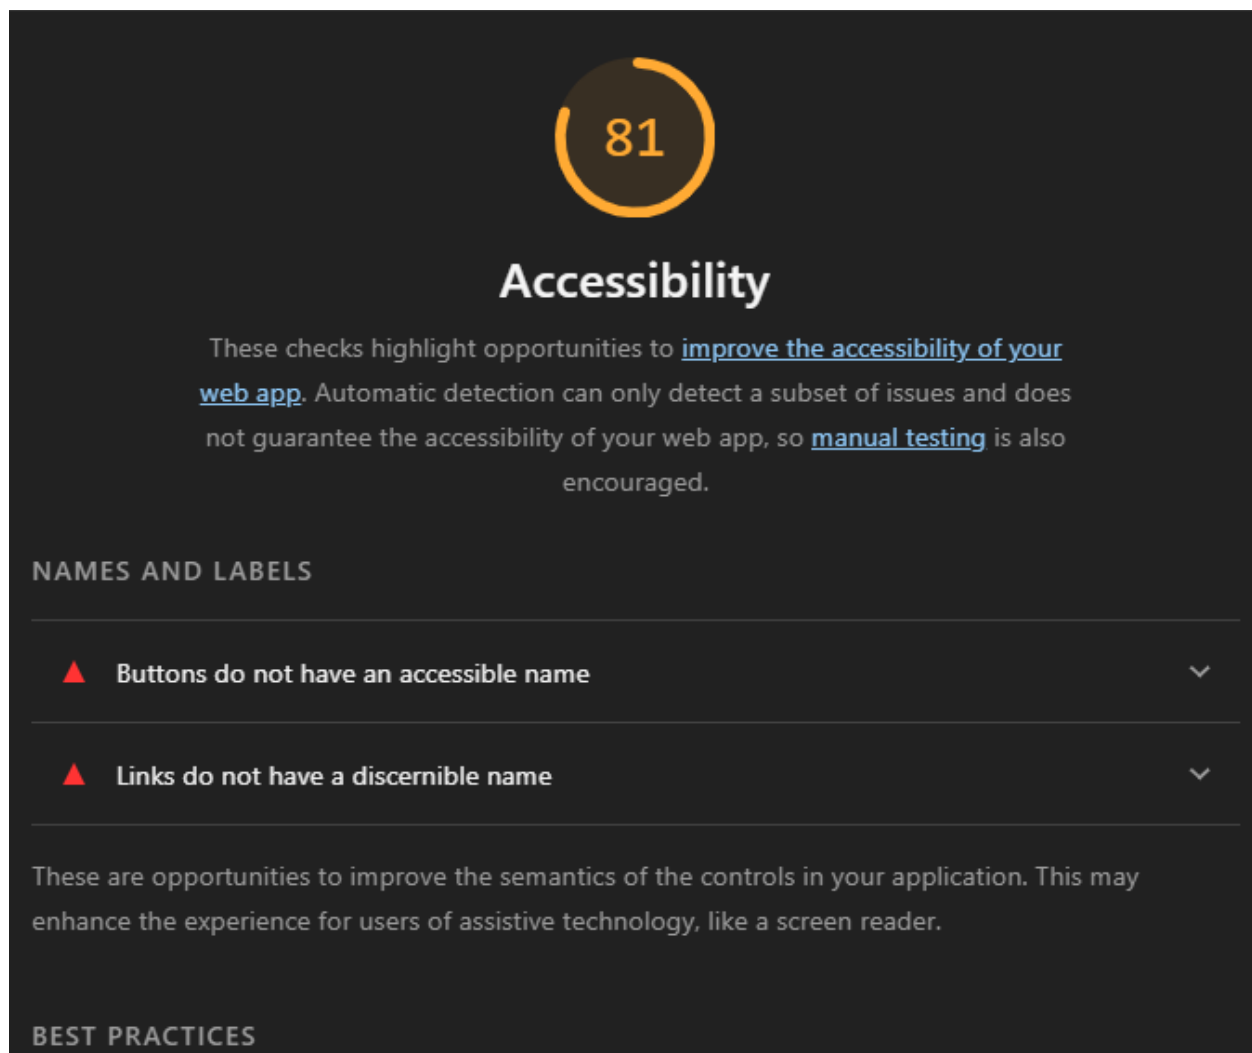 81
Accessibility
These checks highlight opportunities to improve the accessibility of your
web app. Automatic detection can only detect a subset of issues and does
not guarantee the accessibility of your web app, so manual testing is also
encouraged.
NAMES AND LABELS
Buttons do not have an accessible name
Links do not have a discernible name
These are opportunities to improve the semantics of the controls in your application. This may
enhance the experience for users of assistive technology, like a screen reader.
BEST PRACTICES